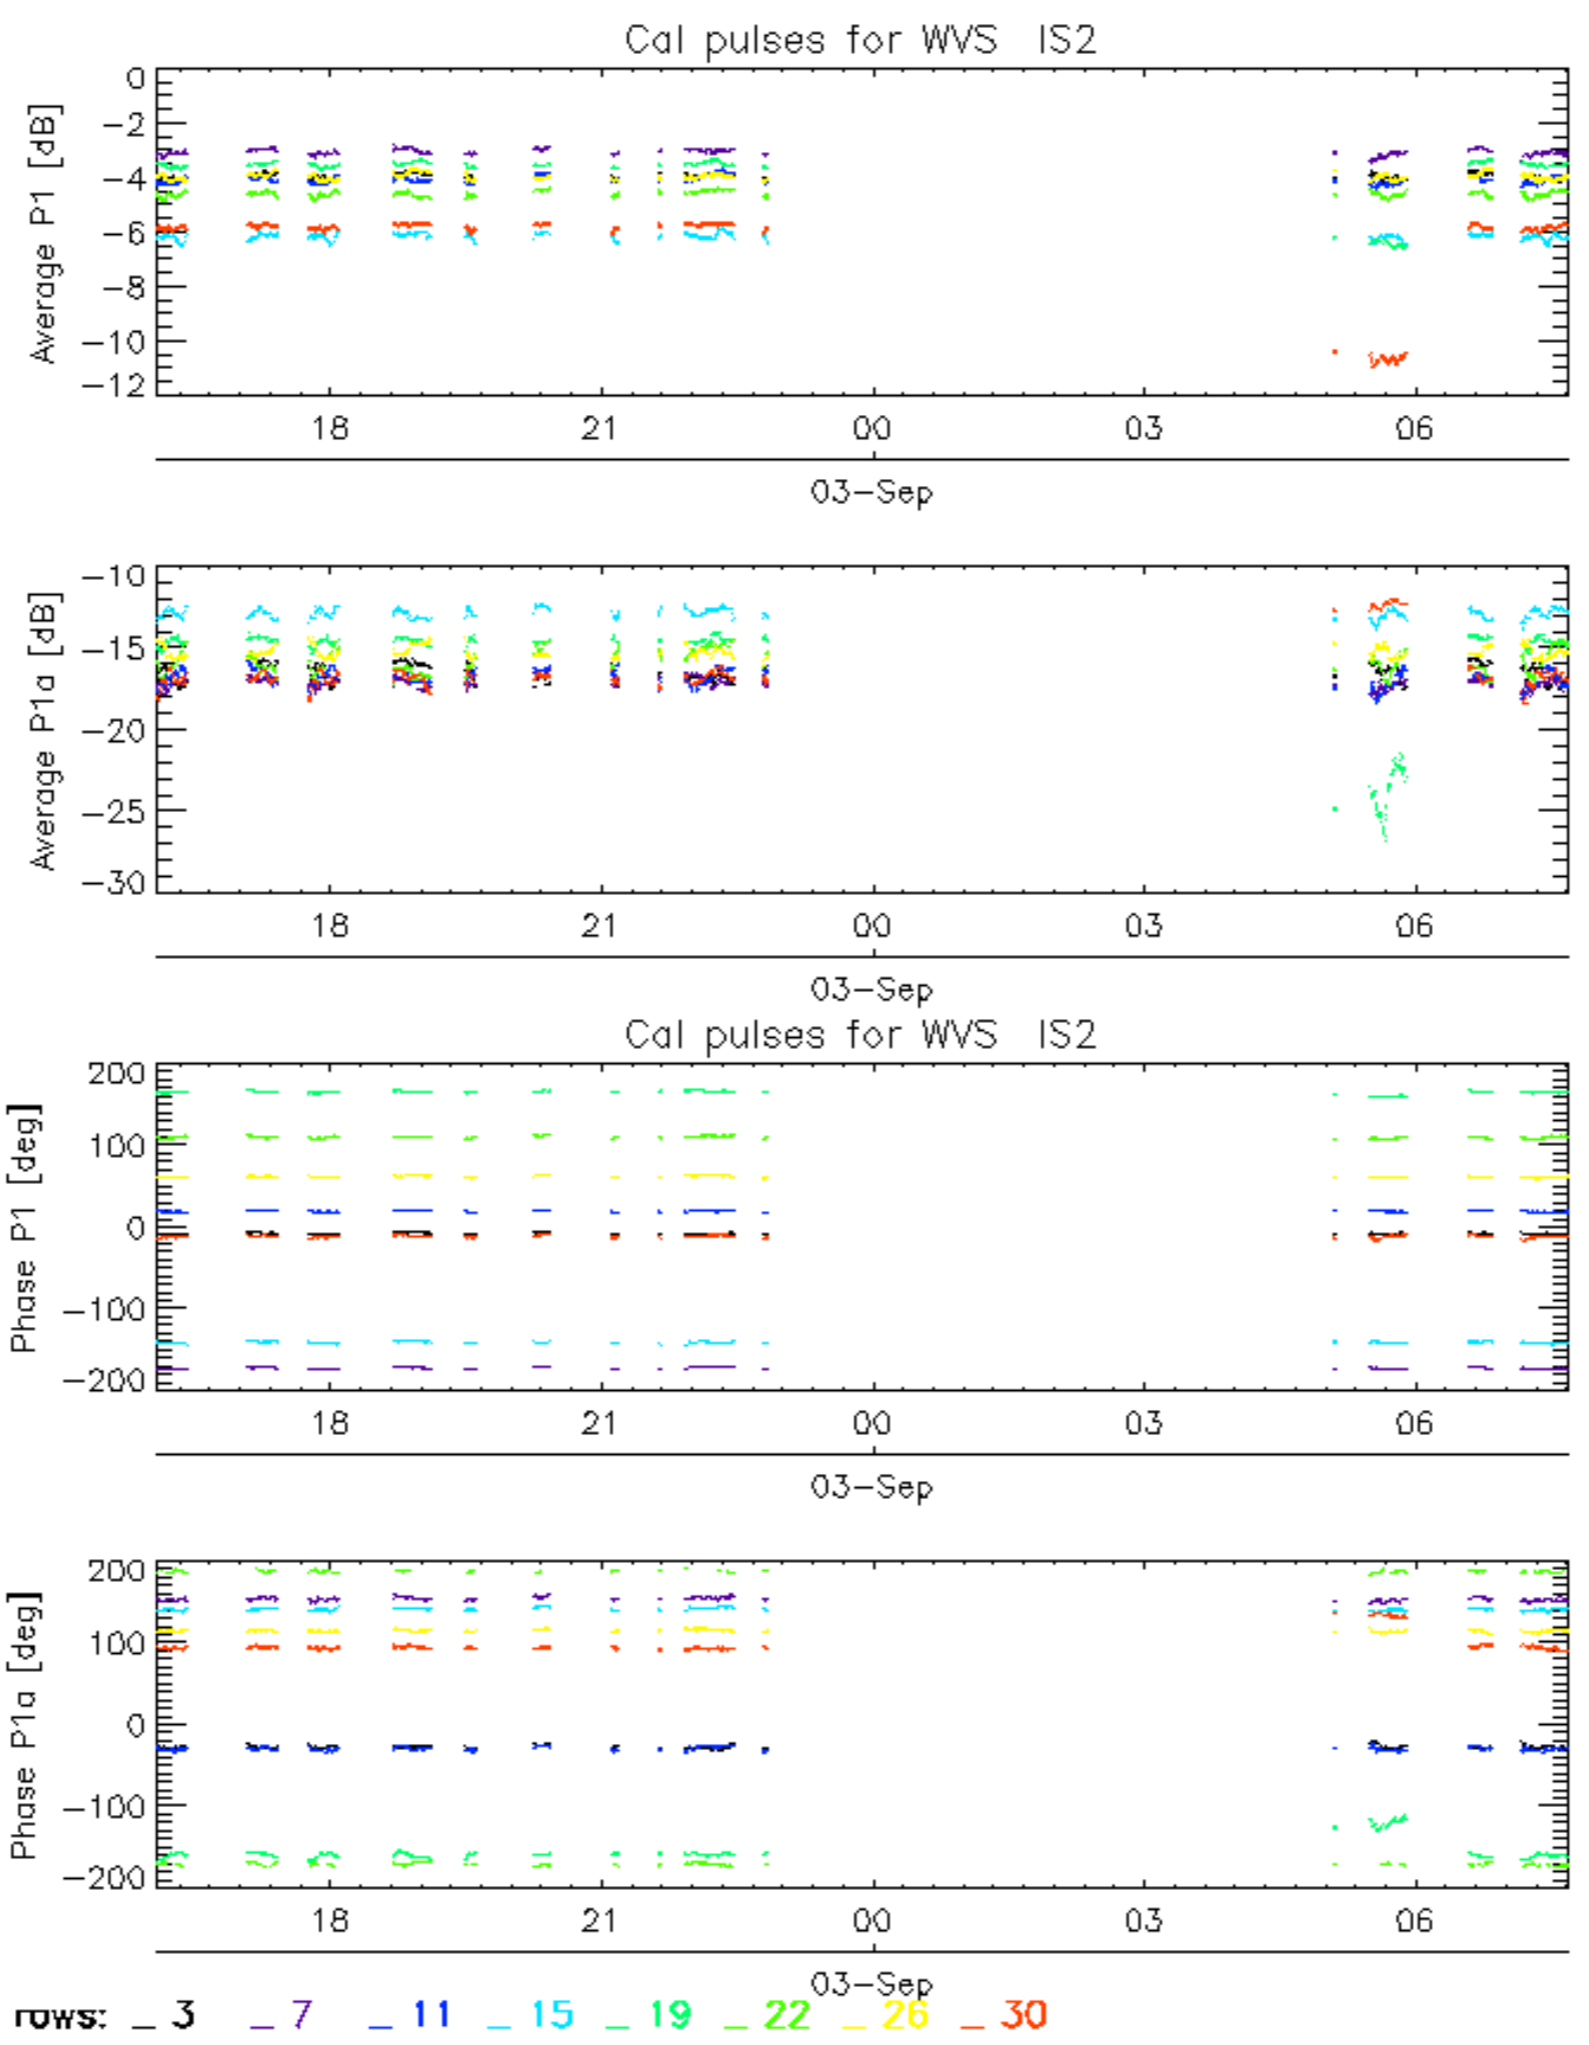 Cal pulses for WVS IS2
Average P1 [dB]
0
-2
-4
-6
-8
-10
-12
18 21 00 03 06
03-Sep
Average P1a [dB]
-10
-15
-20
-25
-30
18 21 00 03 06
03-Sep
Cal pulses for WVS IS2
Phase P1 [deg]
200
100
0
-100
-200
18 21 00 03 06
03-Sep
Phase P1a [deg]
200
100
0
-100
-200
18 21 00 03 06
03-Sep
rows: _ 3 _ 7 _ 11 _ 15 _ 19 _ 22 _ 26 _ 30